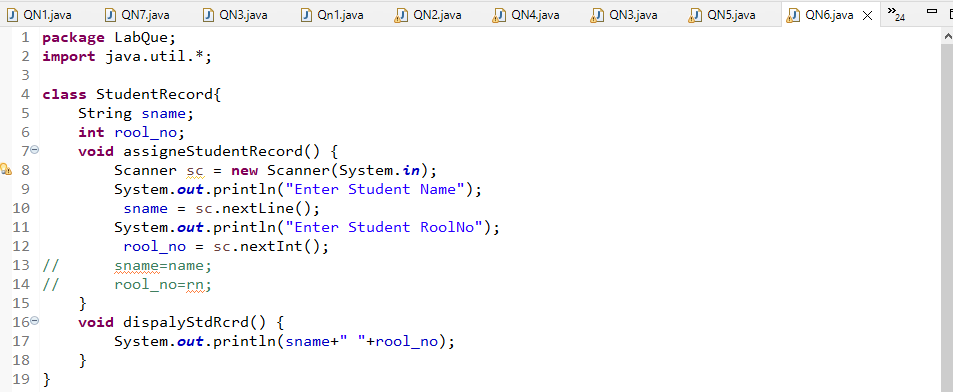 QN1.java QN7.java QN3.java Qn1.java QN2.java QN4.java QN3.java QN5.java QN6.java 24
1 package LabQue;
2 import java.util.*;
3
4 class StudentRecord{
5     String sname;
6     int rool_no;
7     void assigneStudentRecord() {
8         Scanner sc = new Scanner(System.in);
9         System.out.println("Enter Student Name");
10          sname = sc.nextLine();
11         System.out.println("Enter Student RoolNo");
12          rool_no = sc.nextInt();
13 //      sname=name;
14 //      rool_no=rn;
15     }
16     void dispalyStdRcrd() {
17         System.out.println(sname+" "+rool_no);
18     }
19 }